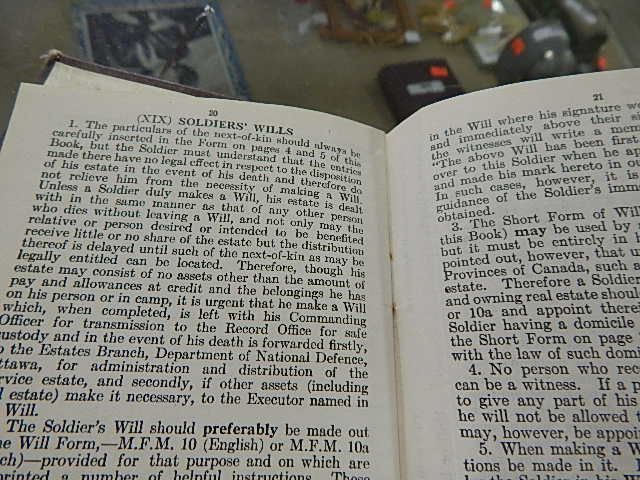 20
(XIX) SOLDIERS' WILLS
1. The particulars of the next-of-kin should always be
carefully inserted in the Form on pages 4 and 5 of this
Book, but the Soldier must understand that the entries
made there have no legal effect in respect to the disposition
of his estate in the event of his death and therefore do
not relieve him from the necessity of making a Will.
Unless a Soldier duly makes a Will, his estate is dealt
with in the same manner as that of any other person
who dies without leaving a Will, and not only may the
relative or person desired or intended to be benefited
receive little or no share of the estate but the distribution
thereof is delayed until such of the next-of-kin as may be
legally entitled can be located. Therefore, though his
estate may consist of no assets other than the amount of
pay and allowances at credit and the belongings he has
on his person or in camp, it is urgent that he make a Will
which, when completed, is left with his Commanding
Officer for transmission to the Record Office for safe
custody and in the event of his death is forwarded firstly,
o the Estates Branch, Department of National Defence,
ttawa, for administration and distribution of the
rvice estate, and secondly, if other assets (including
l estate) make it necessary, to the Executor named in
Will.
The Soldier's Will should preferably be made out
he Will Form,—M.F.M. 10 (English) or M.F.M. 10a
ch)—provided for that purpose and on which are
printed a number of helpful instructions. These
21
in the Will where his signature w
and immediately above their si
the witnesses will write a mem
"The above Will has been first
over to this Soldier when he ap
and made his mark hereto in ou
In such cases, however, it is
guidance of the Soldier's imm
obtained.
3. The Short Form of Will
this Book) may be used by a
but it must be entirely in t
pointed out, however, that un
Provinces of Canada, such a
estate. Therefore a Soldier
and owning real estate shoul
or 10a and appoint therei
Soldier having a domicile
the Short Form on page
with the law of such domi
4. No person who rec
can be a witness. If a p
to give any part of his
he will not be allowed t
may, however, be appoi
5. When making a W
tions be made in it. I